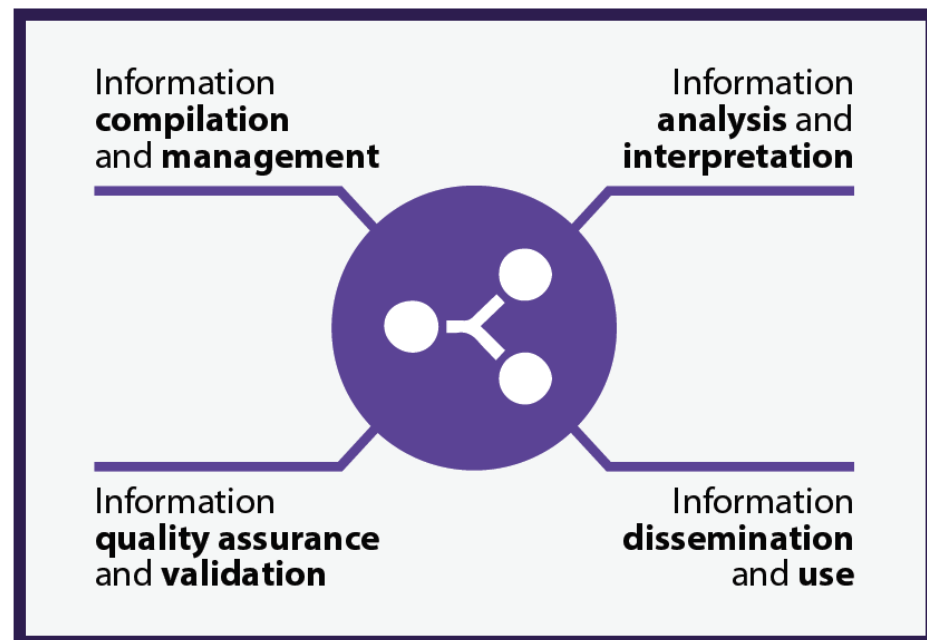 Information
compilation
and management
Information
analysis and
interpretation
Information
quality assurance
and validation
Information
dissemination
and use